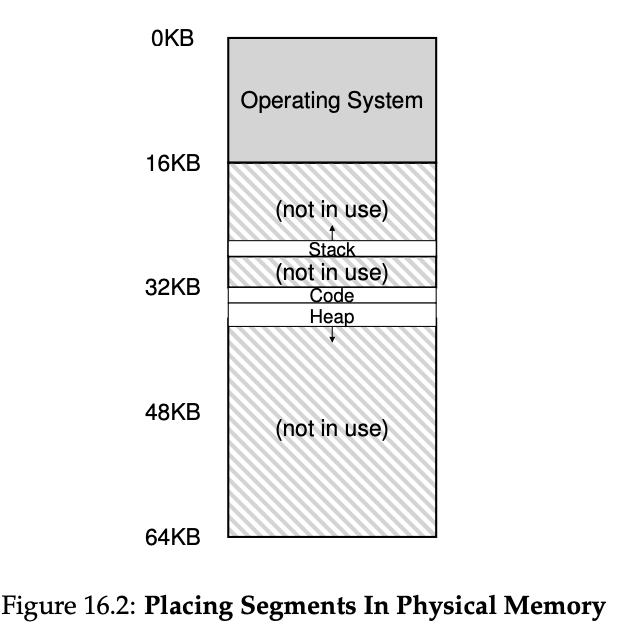 0KB
Operating System
16KB
(not in use)
Stack
(not in use)
32KB
Code
Heap
48KB
(not in use)
64KB
Figure 16.2: Placing Segments In Physical Memory